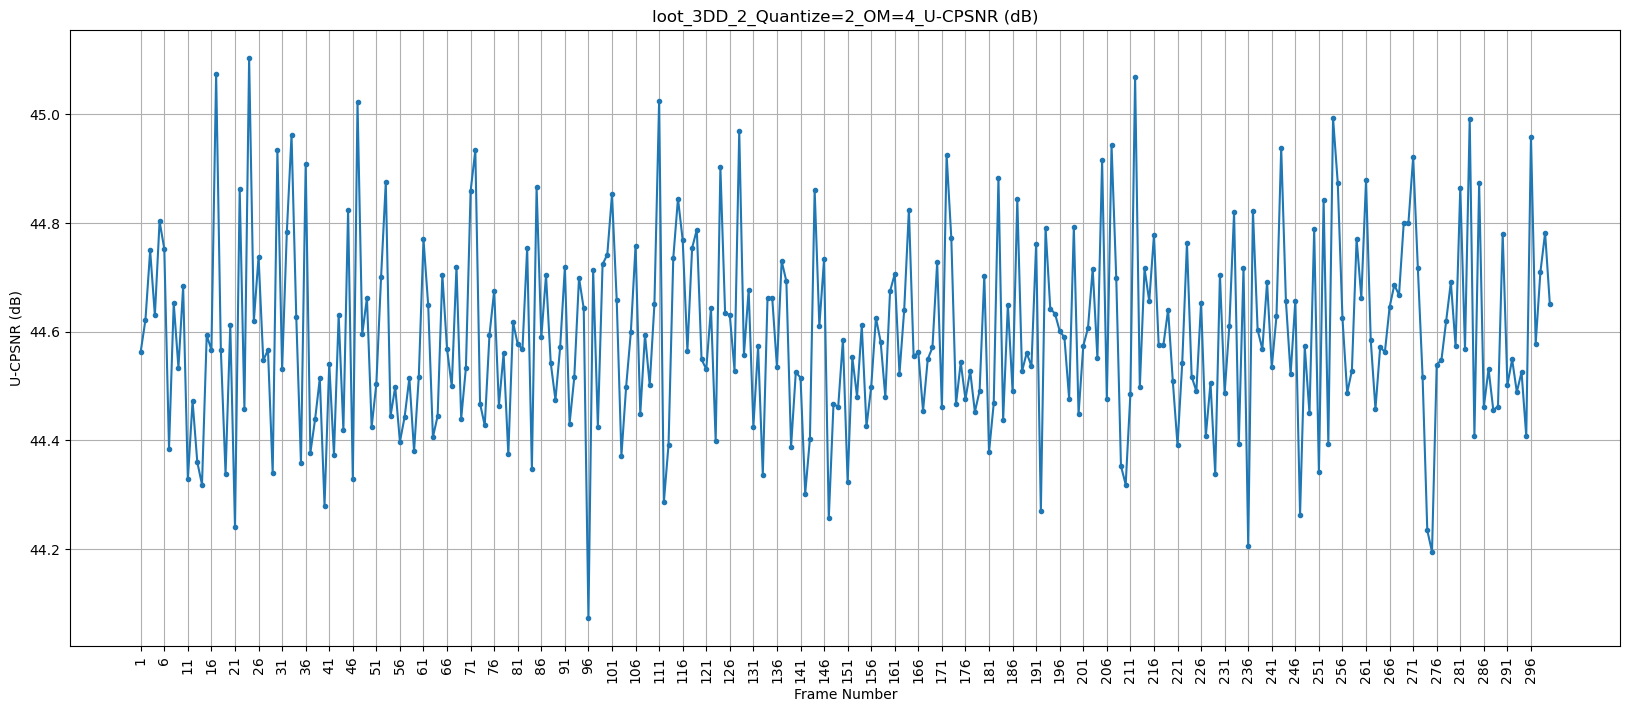 loot_3DD_2_Quantize=2_OM=4_U-CPSNR (dB)
U-CPSNR (dB)
45.0
44.8
44.6
44.4
44.2
1 6 11 16 21 26 31 36 41 46 51 56 61 66 71 76 81 86 91 96 101 106 111 116 121 126 131 136 141 146 151 156 161 166 171 176 181 186 191 196 201 206 211 216 221 226 231 236 241 246 251 256 261 266 271 276 281 286 291 296
Frame Number